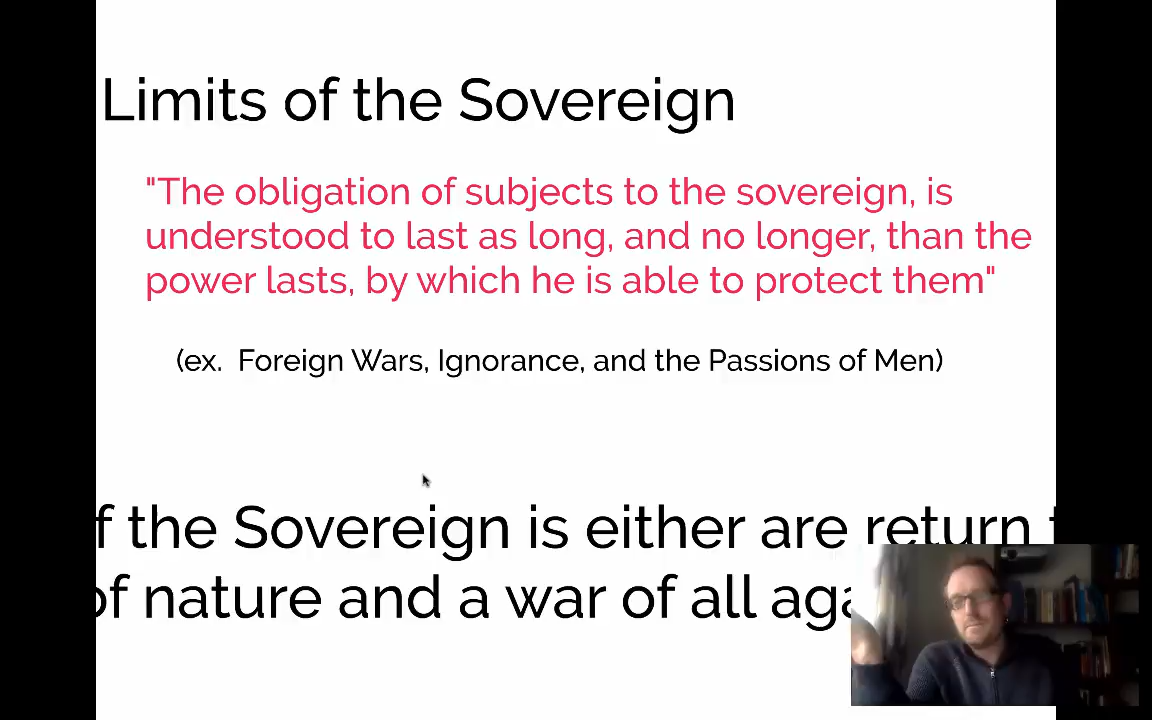 Limits of the Sovereign
"The obligation of subjects to the sovereign, is
understood to last as long, and no longer, than the
power lasts, by which he is able to protect them"
(ex. Foreign Wars, Ignorance, and the Passions of Men)
the Sovereign is either are return
of nature and a war of all